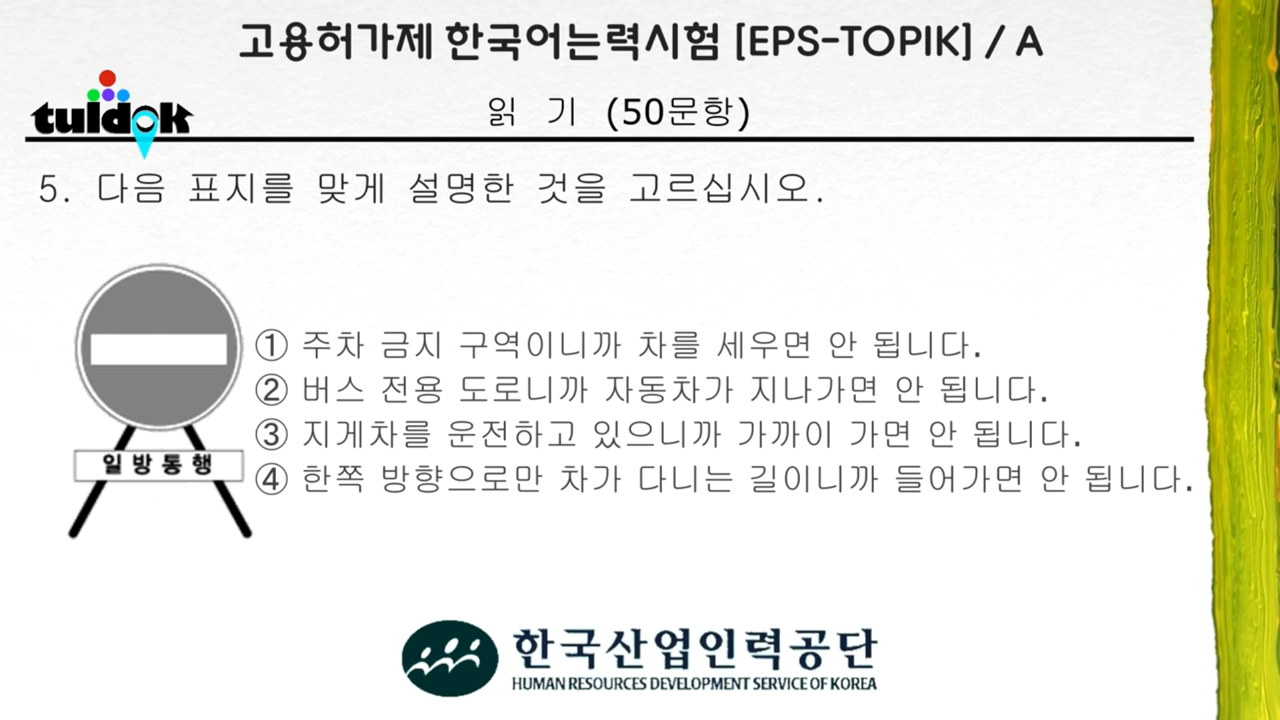 고용허가제 한국어능력시험 [EPS-TOPIK] / A
tuidok
읽 기 (50문항)
5. 다음 표지를 맞게 설명한 것을 고르십시오.
① 주차 금지 구역이니까 차를 세우면 안 됩니다.
② 버스 전용 도로니까 자동차가 지나가면 안 됩니다.
③ 지게차를 운전하고 있으니까 가까이 가면 안 됩니다.
④ 한쪽 방향으로만 차가 다니는 길이니까 들어가면 안 됩니다.
일방통행
한국산업인력공단
HUMAN RESOURCES DEVELOPMENT SERVICE OF KOREA